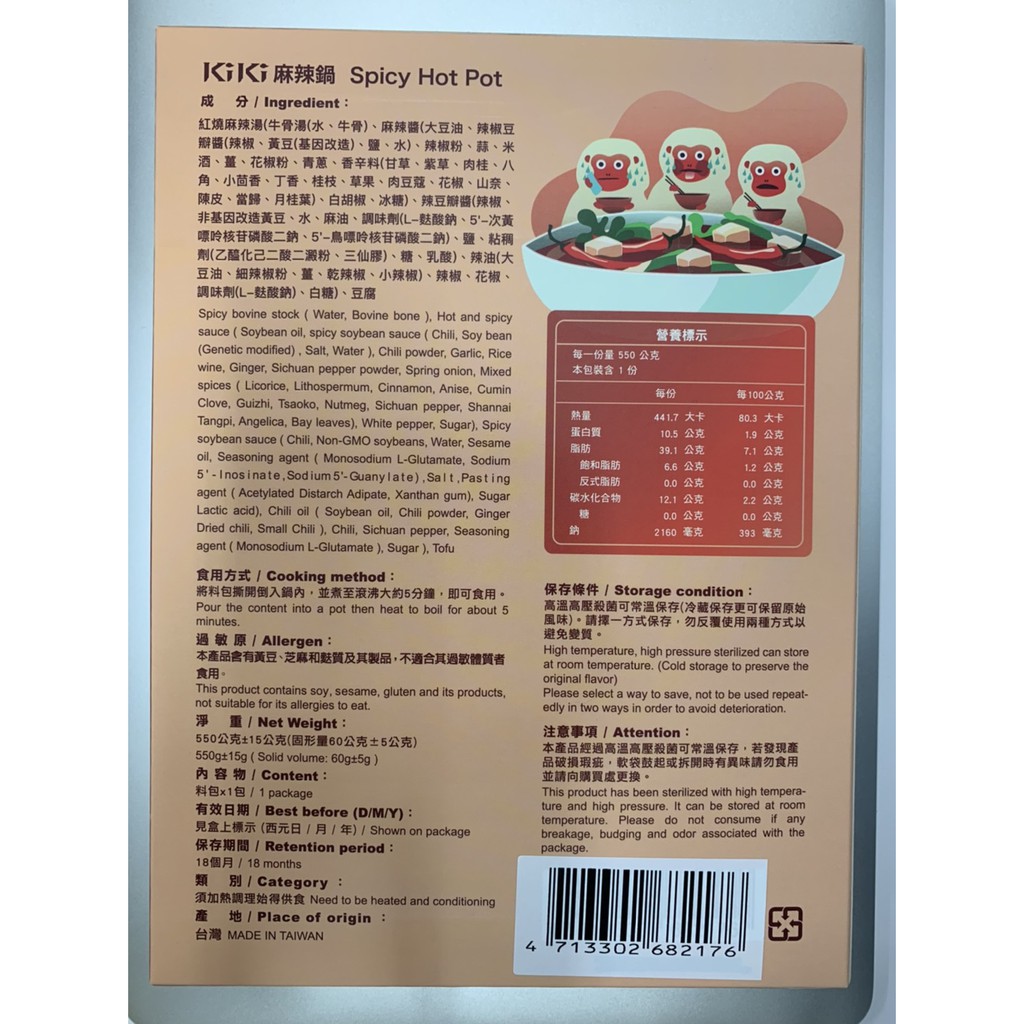 KiKi 麻辣鍋 Spicy Hot Pot
成 分 / Ingredient：
紅燒麻辣湯(牛骨湯(水、牛骨)、麻辣醬(大豆油、辣椒豆
瓣醬(辣椒、黃豆(基因改造)、鹽、水)、辣椒粉、蒜、米
酒、薑、花椒粉、青蔥、香辛料(甘草、紫草、肉桂、八
角、小茴香、丁香、桂枝、草果、肉豆蔻、花椒、山奈、
陳皮、當歸、月桂葉)、白胡椒、冰糖)、辣豆瓣醬(辣椒、
非基因改造黃豆、水、麻油、調味劑(L-麩酸鈉、5'-次黃
嘌呤核苷磷酸二鈉、5'-鳥嘌呤核苷磷酸二鈉)、鹽、粘稠
劑(乙醯化己二酸二澱粉、三仙膠)、糖、乳酸)、辣油(大
豆油、細辣椒粉、薑、乾辣椒、小辣椒)、辣椒、花椒、
調味劑(L-麩酸鈉)、白糖)、豆腐
Spicy bovine stock ( Water, Bovine bone ), Hot and spicy
sauce ( Soybean oil, spicy soybean sauce ( Chili, Soy bean
(Genetic modified) , Salt, Water ), Chili powder, Garlic, Rice
wine, Ginger, Sichuan pepper powder, Spring onion, Mixed
spices ( Licorice, Lithospermum, Cinnamon, Anise, Cumin
Clove, Guizhi, Tsaoko, Nutmeg, Sichuan pepper, Shannai
Tangpi, Angelica, Bay leaves), White pepper, Sugar), Spicy
soybean sauce ( Chili, Non-GMO soybeans, Water, Sesame
oil, Seasoning agent ( Monosodium L-Glutamate, Sodium
5'-Inosinate,Sodium5'-Guanylate),Salt,Pasting
agent ( Acetylated Distarch Adipate, Xanthan gum), Sugar
Lactic acid), Chili oil ( Soybean oil, Chili powder, Ginger
Dried chili, Small Chili ), Chili, Sichuan pepper, Seasoning
agent ( Monosodium L-Glutamate ), Sugar ), Tofu
食用方式 / Cooking method：
將料包撕開倒入鍋內，並煮至滾沸大約5分鐘，即可食用。
Pour the content into a pot then heat to boil for about 5
minutes.
過 敏 原 / Allergen：
本產品含有黃豆、芝麻和麩質及其製品，不適合其過敏體質者
食用。
This product contains soy, sesame, gluten and its products,
not suitable for its allergies to eat.
淨 重 / Net Weight：
550公克±15公克(固形量60公克±5公克)
550g±15g ( Solid volume: 60g±5g )
內 容 物 / Content：
料包×1包 / 1 package
有效日期 / Best before (D/M/Y)：
見盒上標示 (西元日 / 月 / 年) / Shown on package
保存期間 / Retention period：
18個月 / 18 months
類 別 / Category ：
須加熱調理始得供食 Need to be heated and conditioning
產 地 / Place of origin ：
台灣 MADE IN TAIWAN
營養標示
每一份量 550 公克
本包裝含 1 份
每份 每100公克
熱量 441.7 大卡 80.3 大卡
蛋白質 10.5 公克 1.9 公克
脂肪 39.1 公克 7.1 公克
飽和脂肪 6.6 公克 1.2 公克
反式脂肪 0.0 公克 0.0 公克
碳水化合物 12.1 公克 2.2 公克
糖 0.0 公克 0.0 公克
鈉 2160 毫克 393 毫克
保存條件 / Storage condition：
高溫高壓殺菌可常溫保存(冷藏保存更可保留原始
風味)。請擇一方式保存，勿反覆使用兩種方式以
避免變質。
High temperature, high pressure sterilized can store
at room temperature. (Cold storage to preserve the
original flavor)
Please select a way to save, not to be used repeat-
edly in two ways in order to avoid deterioration.
注意事項 / Attention：
本產品經過高溫高壓殺菌可常溫保存，若發現產
品破損瑕疵，軟袋鼓起或拆開時有異味請勿食用
並請向購買處更換。
This product has been sterilized with high tempera-
ture and high pressure. It can be stored at room
temperature. Please do not consume if any
breakage, budging and odor associated with the
package.
4 713302 682176